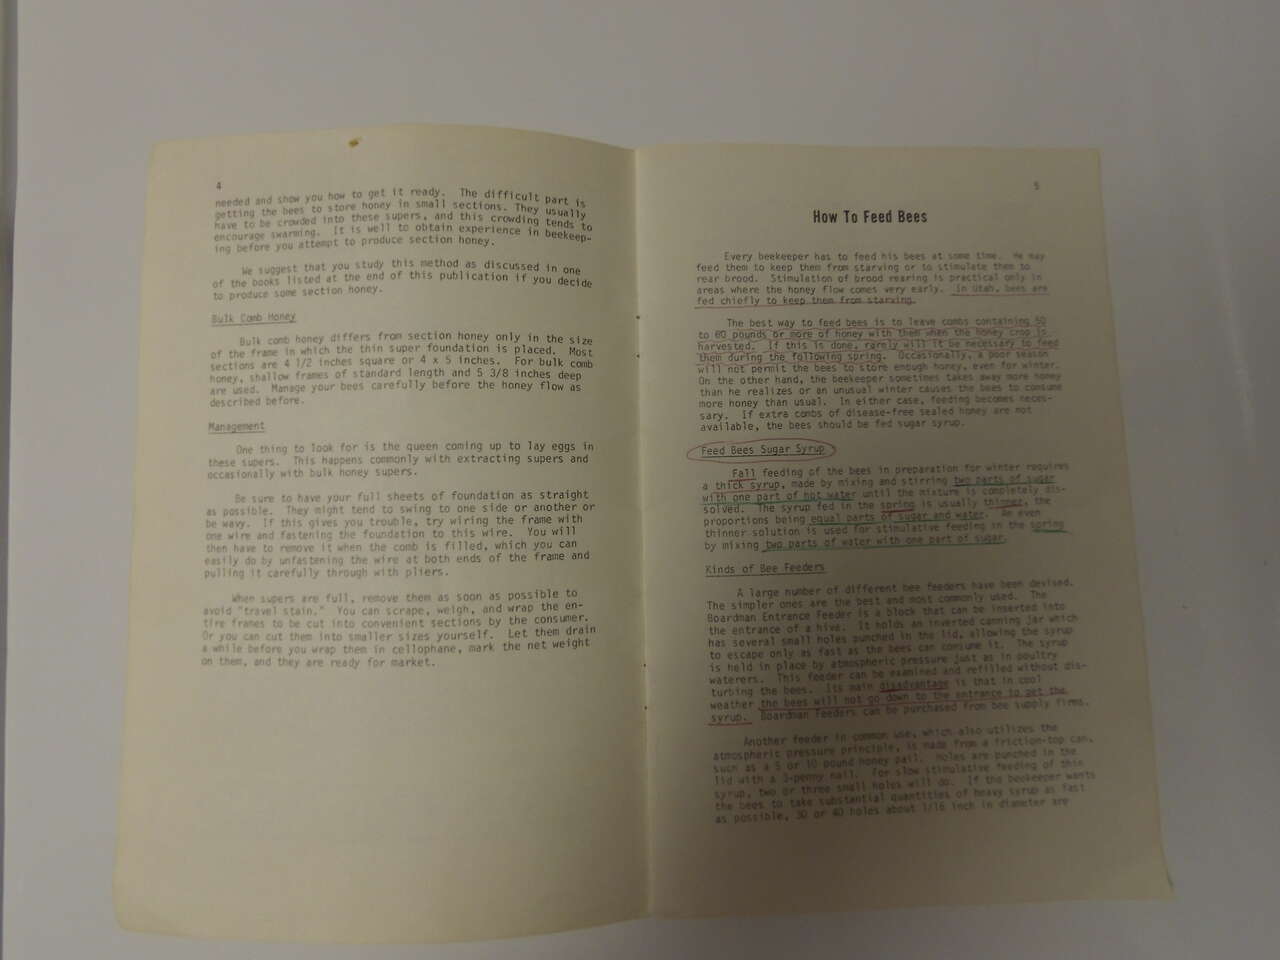 4
needed and show you how to get it ready. The difficult part is
getting the bees to store honey in small sections. They usually
have to be crowded into these supers, and this crowding tends to
encourage swarming. It is well to obtain experience in beekeep-
ing before you attempt to produce section honey.
We suggest that you study this method as discussed in one
of the books listed at the end of this publication if you decide
to produce some section honey.
Bulk Comb Honey
Bulk comb honey differs from section honey only in the size
of the frame in which the thin super foundation is placed. Most
sections are 4 1/2 inches square or 4 x 5 inches. For bulk comb
honey, shallow frames of standard length and 5 3/8 inches deep
are used. Manage your bees carefully before the honey flow as
described before.
Management
One thing to look for is the queen coming up to lay eggs in
these supers. This happens commonly with extracting supers and
occasionally with bulk honey supers.
Be sure to have your full sheets of foundation as straight
as possible. They might tend to swing to one side or another or
be wavy. If this gives you trouble, try wiring the frame with
one wire and fastening the foundation to this wire. You will
then have to remove it when the comb is filled, which you can
easily do by unfastening the wire at both ends of the frame and
pulling it carefully through with pliers.
When supers are full, remove them as soon as possible to
avoid "travel stain." You can scrape, weigh, and wrap the en-
tire frames to be cut into convenient sections by the consumer.
Or you can cut them into smaller sizes yourself. Let them drain
a while before you wrap them in cellophane, mark the net weight
on them, and they are ready for market.
5
How To Feed Bees
Every beekeeper has to feed his bees at some time. He may
feed them to keep them from starving or to stimulate them to
rear brood. Stimulation of brood rearing is practical only in
areas where the honey flow comes very early. In Utah, bees are
fed chiefly to keep them from starving.
The best way to feed bees is to leave combs containing 50
to 60 pounds or more of honey with them when the honey crop is
harvested. If this is done, rarely will it be necessary to feed
them during the following spring. Occasionally, a poor season
will not permit the bees to store enough honey, even for winter.
On the other hand, the beekeeper sometimes takes away more honey
than he realizes or an unusual winter causes the bees to consume
more honey than usual. In either case, feeding becomes neces-
sary. If extra combs of disease-free sealed honey are not
available, the bees should be fed sugar syrup.
Feed Bees Sugar Syrup
Fall feeding of the bees in preparation for winter requires
a thick syrup, made by mixing and stirring two parts of sugar
with one part of hot water until the mixture is completely dis-
solved. The syrup fed in the spring is usually thinner, the
proportions being equal parts of sugar and water. An even
thinner solution is used for stimulative feeding in the spring
by mixing two parts of water with one part of sugar.
Kinds of Bee Feeders
A large number of different bee feeders have been devised.
The simpler ones are the best and most commonly used. The
Boardman Entrance Feeder is a block that can be inserted into
the entrance of a hive. It holds an inverted canning jar which
has several small holes punched in the lid, allowing the syrup
to escape only as fast as the bees can consume it. The syrup
is held in place by atmospheric pressure just as in poultry
waterers. This feeder can be examined and refilled without dis-
turbing the bees. Its main disadvantage is that in cool
weather the bees will not go down to the entrance to get the
syrup. Boardman Feeders can be purchased from bee supply firms.
Another feeder in common use, which also utilizes the
atmospheric pressure principle, is made from a friction-top can,
such as a 5 or 10 pound honey pail. Holes are punched in the
lid with a 3-penny nail. For slow stimulative feeding of thin
syrup, two or three small holes will do. If the beekeeper wants
the bees to take substantial quantities of heavy syrup as fast
as possible, 30 or 40 holes about 1/16 inch in diameter are